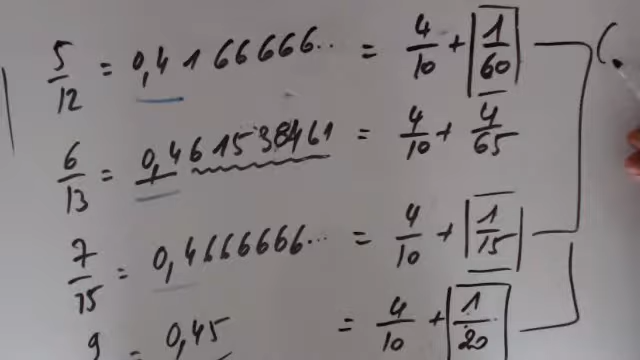 5/12 = 0,4166666.. = 4/10 + 1/60 (.
6/13 = 0,461538461 = 4/10 + 4/65
7/15 = 0,4666666... = 4/10 + 1/15
9 = 0,45 = 4/10 + 1/20